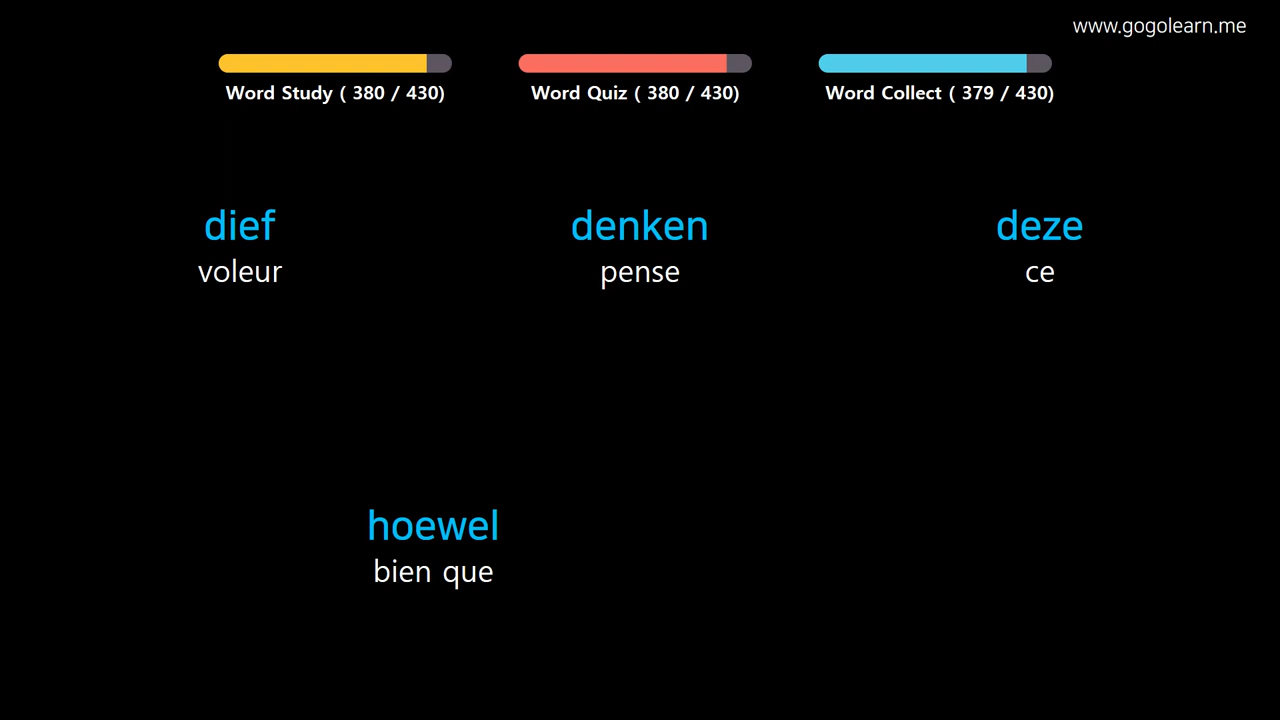 www.gogolearn.me
Word Study ( 380 / 430)
Word Quiz ( 380 / 430)
Word Collect ( 379 / 430)
dief
voleur
denken
pense
deze
ce
hoewel
bien que